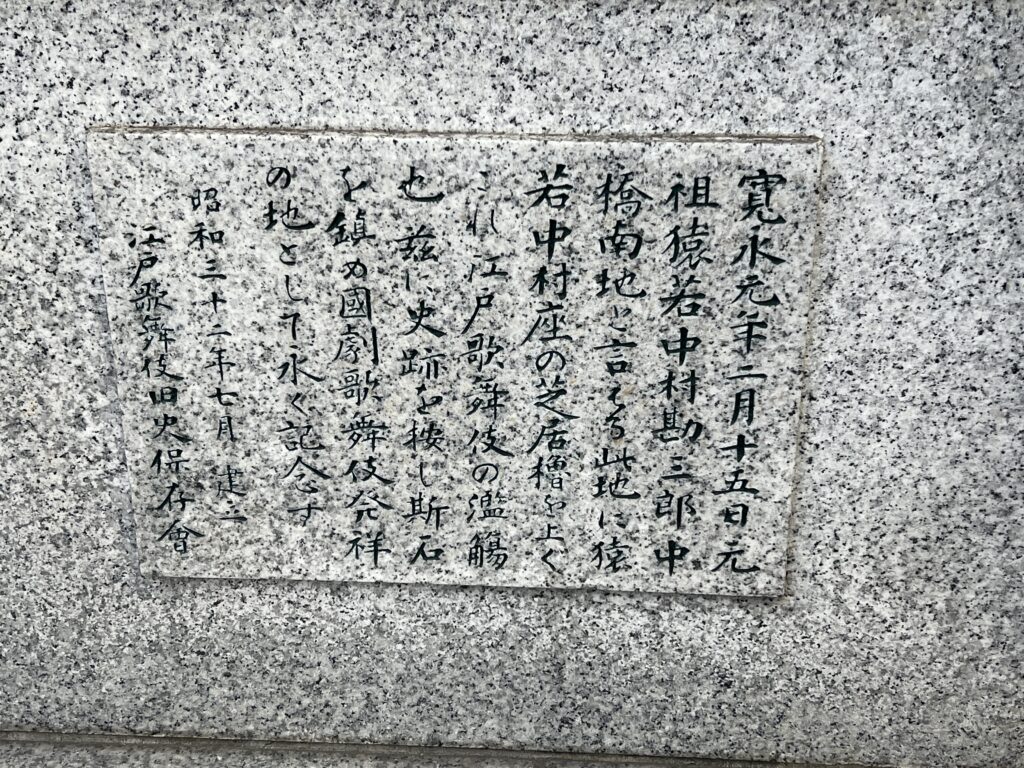 寛永元年二月十五日元
祖猿若中村勘三郎中
橋南地と言へる此地に猿
若中村座の芝居櫓を上く
これ江戸歌舞伎の濫觴
也茲に史跡を按し斯石
を鎮め國劇歌舞伎発祥
の地として永く記念す
昭和三十二年七月建之
江戸歌舞伎旧史保存會